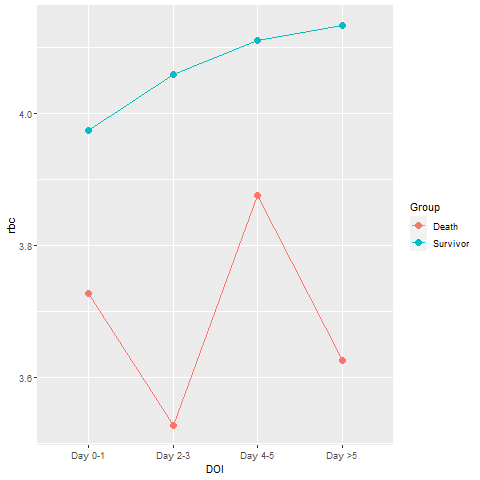 4.0
3.8
3.6
rbc
Day 0-1 Day 2-3 Day 4-5 Day >5
DOI
Group
Death
Survivor